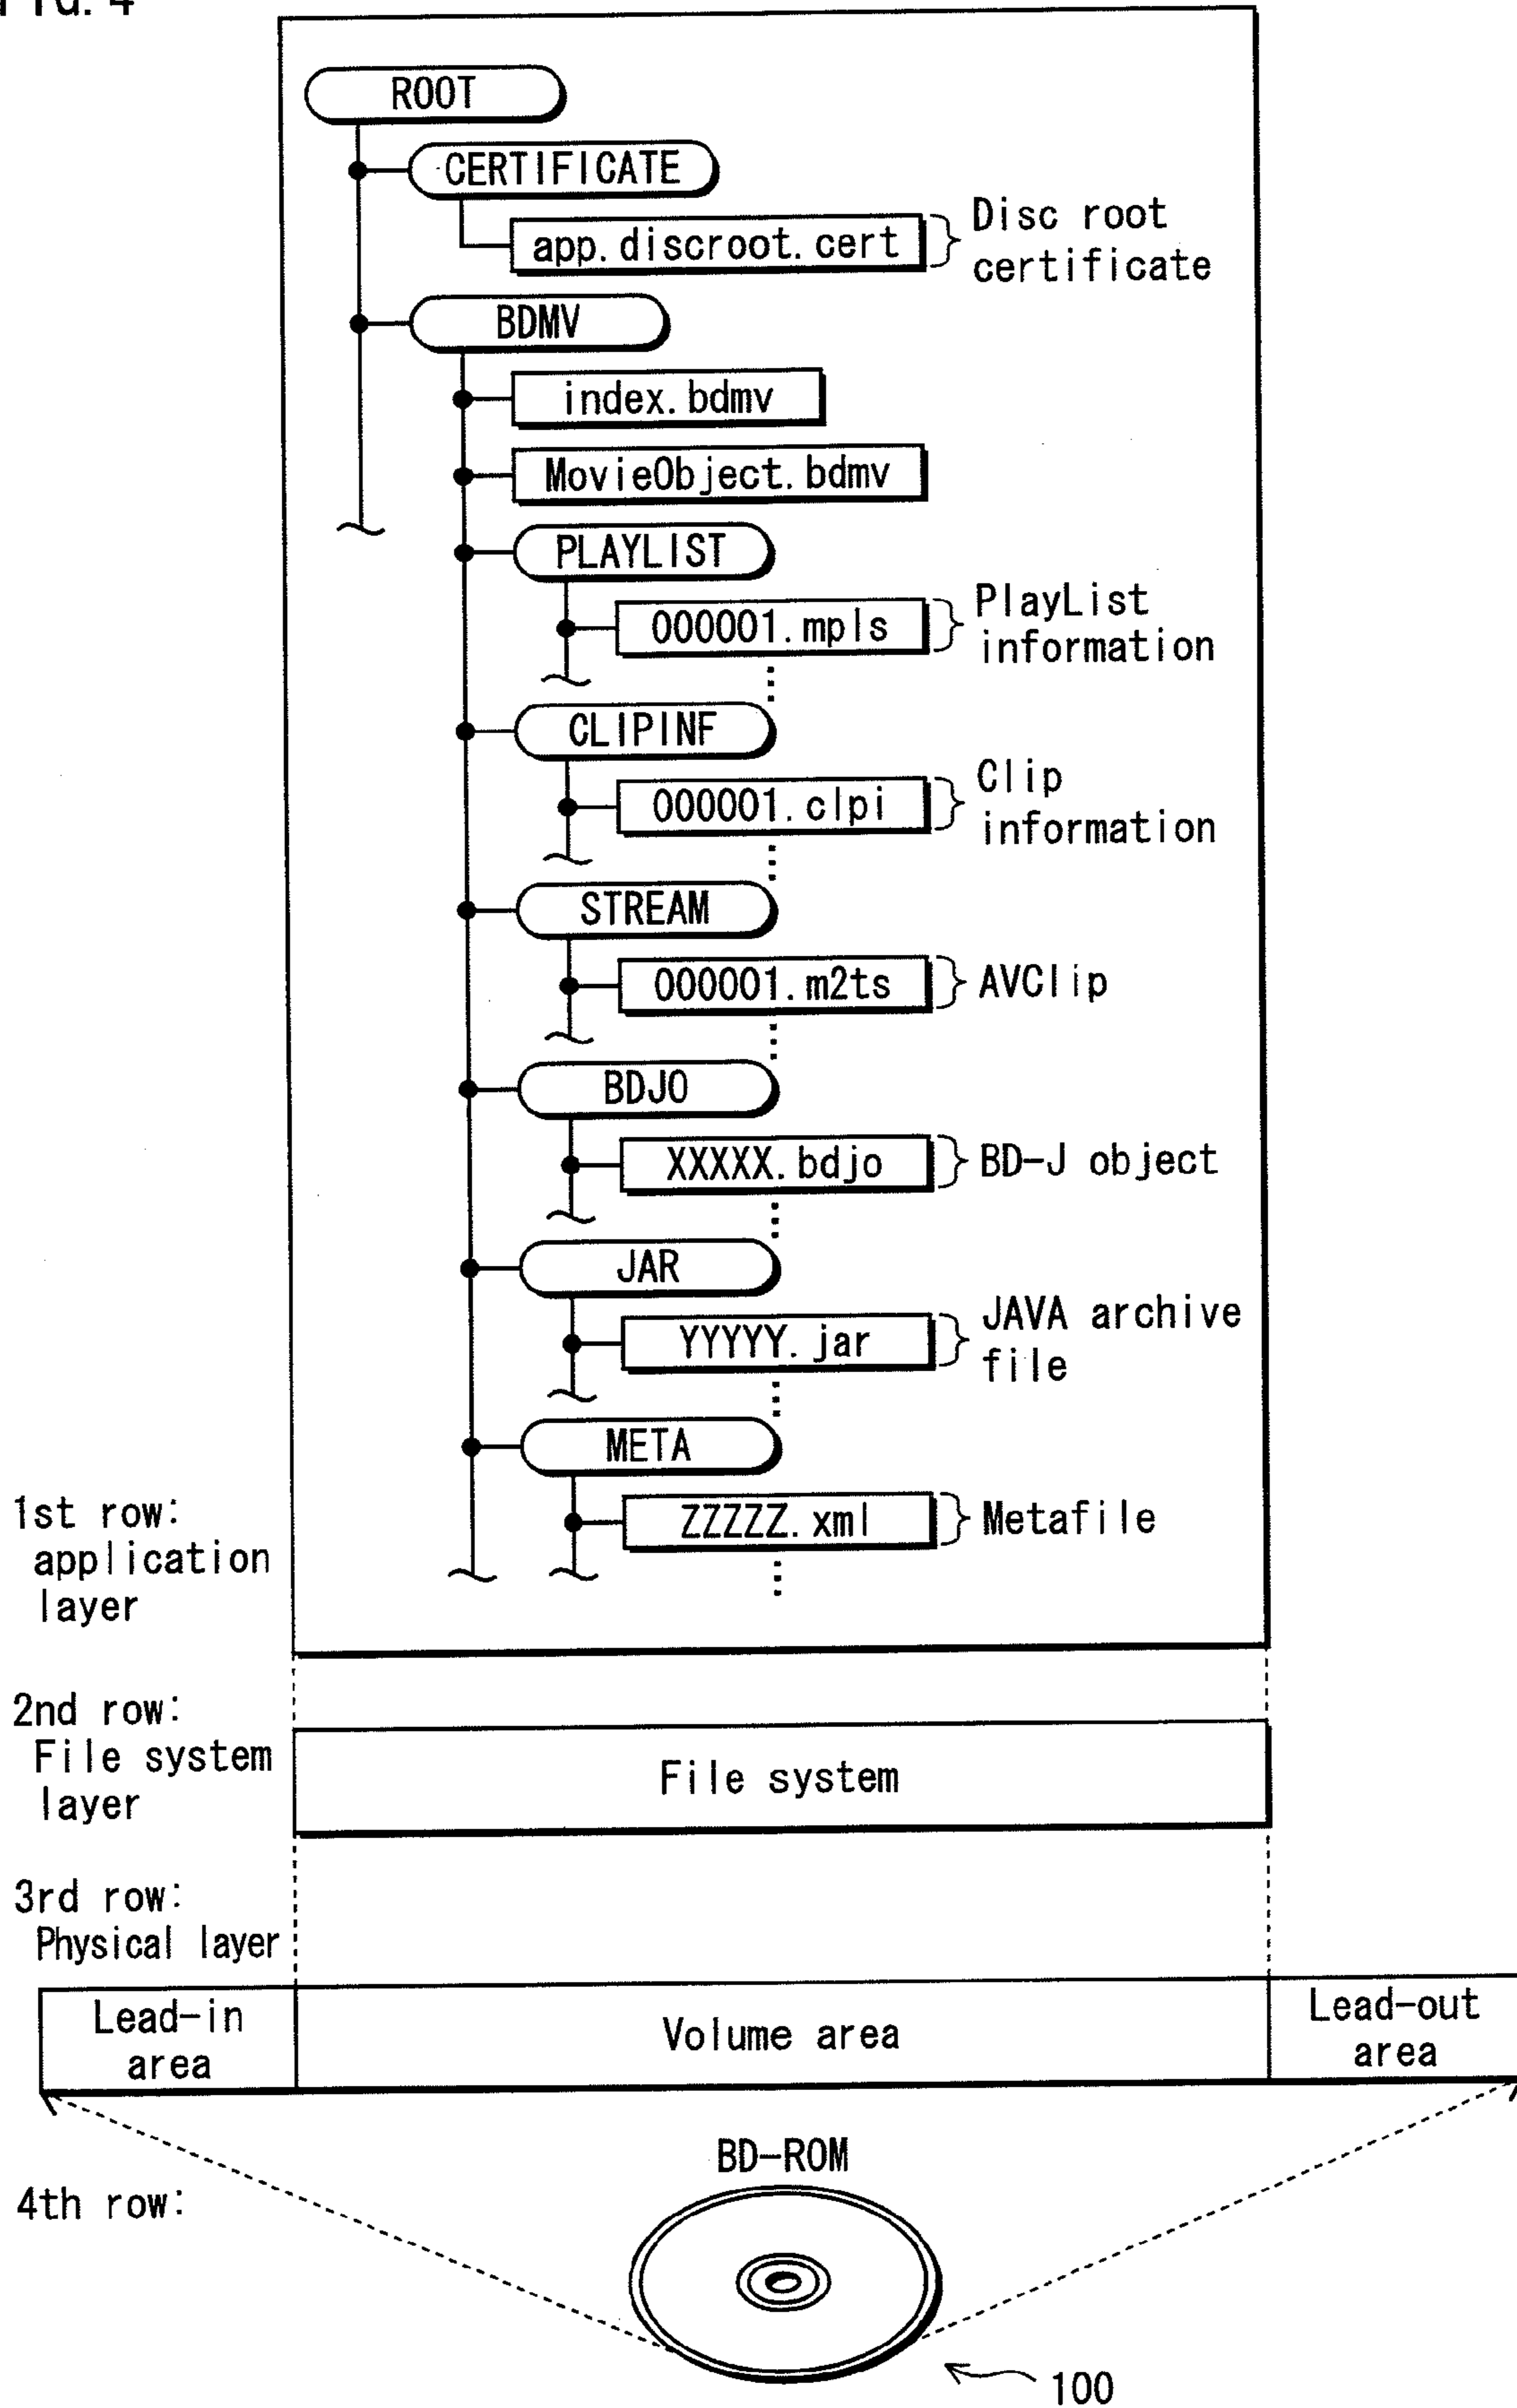 FIG. 4
ROOT
CERTIFICATE
app.discroot.cert
Disc root
certificate
BDMV
index.bdmv
MovieObject.bdmv
PLAYLIST
000001.mpls
PlayList
information
CLIPINF
000001.clpi
Clip
information
STREAM
000001.m2ts
AVClip
BDJO
XXXXX.bdjo
BD-J object
JAR
YYYYY.jar
JAVA archive
file
META
ZZZZZ.xml
Metafile
1st row:
application
layer
2nd row:
File system
layer
File system
3rd row:
Physical layer
Lead-in
area
Volume area
Lead-out
area
BD-ROM
4th row:
100